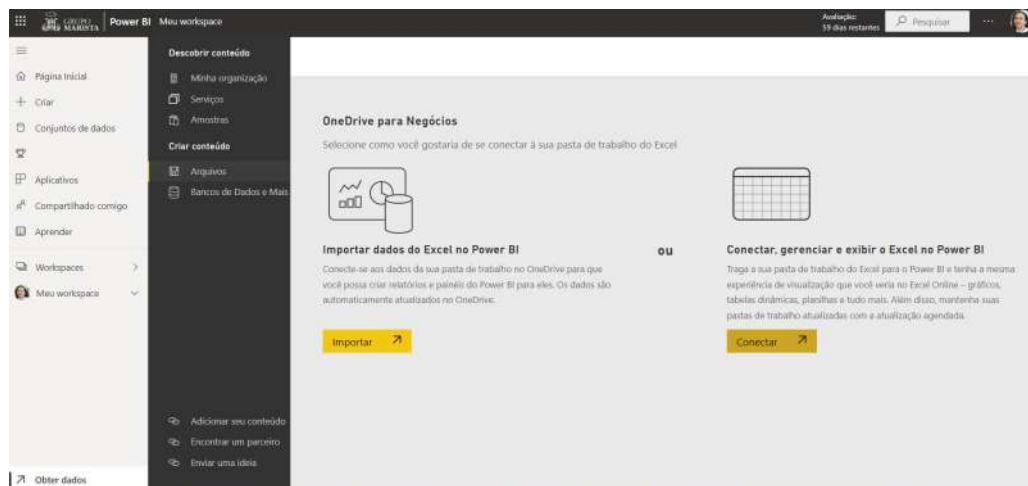 GRUPO MARISTA
Power BI Meu workspace
Avaliação:
59 dias restantes
Pesquisar
Página Inicial
Criar
Conjuntos de dados
Aplicativos
Compartilhado comigo
Aprender
Workspaces
Meu workspace
Obter dados
Descobrir conteúdo
Minha organização
Serviços
Amostras
Criar conteúdo
Arquivos
Bancos de Dados e Mais
Adicionar seu conteúdo
Encontrar um parceiro
Enviar uma ideia
OneDrive para Negócios
Selecione como você gostaria de se conectar à sua pasta de trabalho do Excel
Importar dados do Excel no Power BI
Conecte-se aos dados da sua pasta de trabalho no OneDrive para que
você possa criar relatórios e painéis do Power BI para eles. Os dados são
automaticamente atualizados no OneDrive.
Importar
ou
Conectar, gerenciar e exibir o Excel no Power BI
Traga a sua pasta de trabalho do Excel para o Power BI e tenha a mesma
experiência de visualização que você veria no Excel Online – gráficos,
tabelas dinâmicas, planilhas e tudo mais. Além disso, mantenha suas
pastas de trabalho atualizadas com a atualização agendada.
Conectar